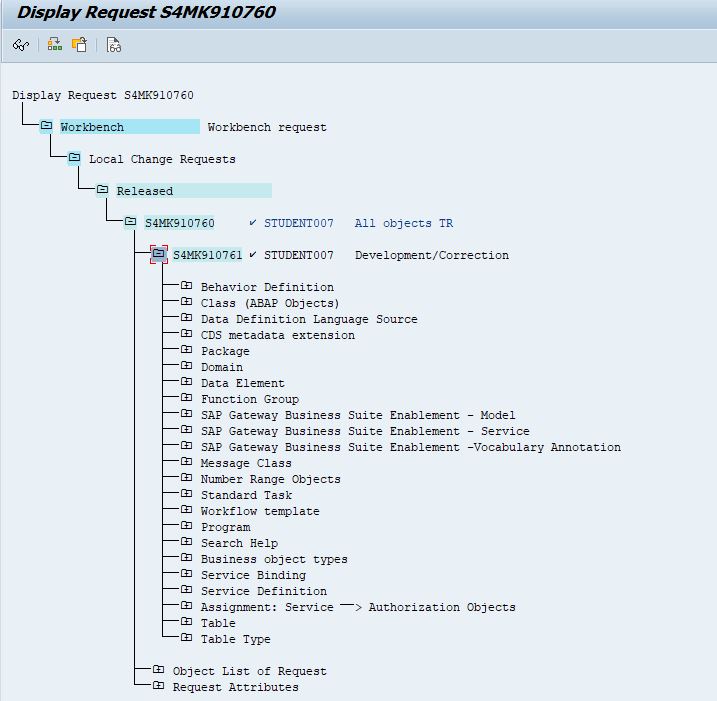 Display Request S4MK910760
Display Request S4MK910760
Workbench Workbench request
Local Change Requests
Released
S4MK910760 ✔ STUDENT007 All objects TR
S4MK910761 ✔ STUDENT007 Development/Correction
Behavior Definition
Class (ABAP Objects)
Data Definition Language Source
CDS metadata extension
Package
Domain
Data Element
Function Group
SAP Gateway Business Suite Enablement - Model
SAP Gateway Business Suite Enablement - Service
SAP Gateway Business Suite Enablement -Vocabulary Annotation
Message Class
Number Range Objects
Standard Task
Workflow template
Program
Search Help
Business object types
Service Binding
Service Definition
Assignment: Service ──> Authorization Objects
Table
Table Type
Object List of Request
Request Attributes